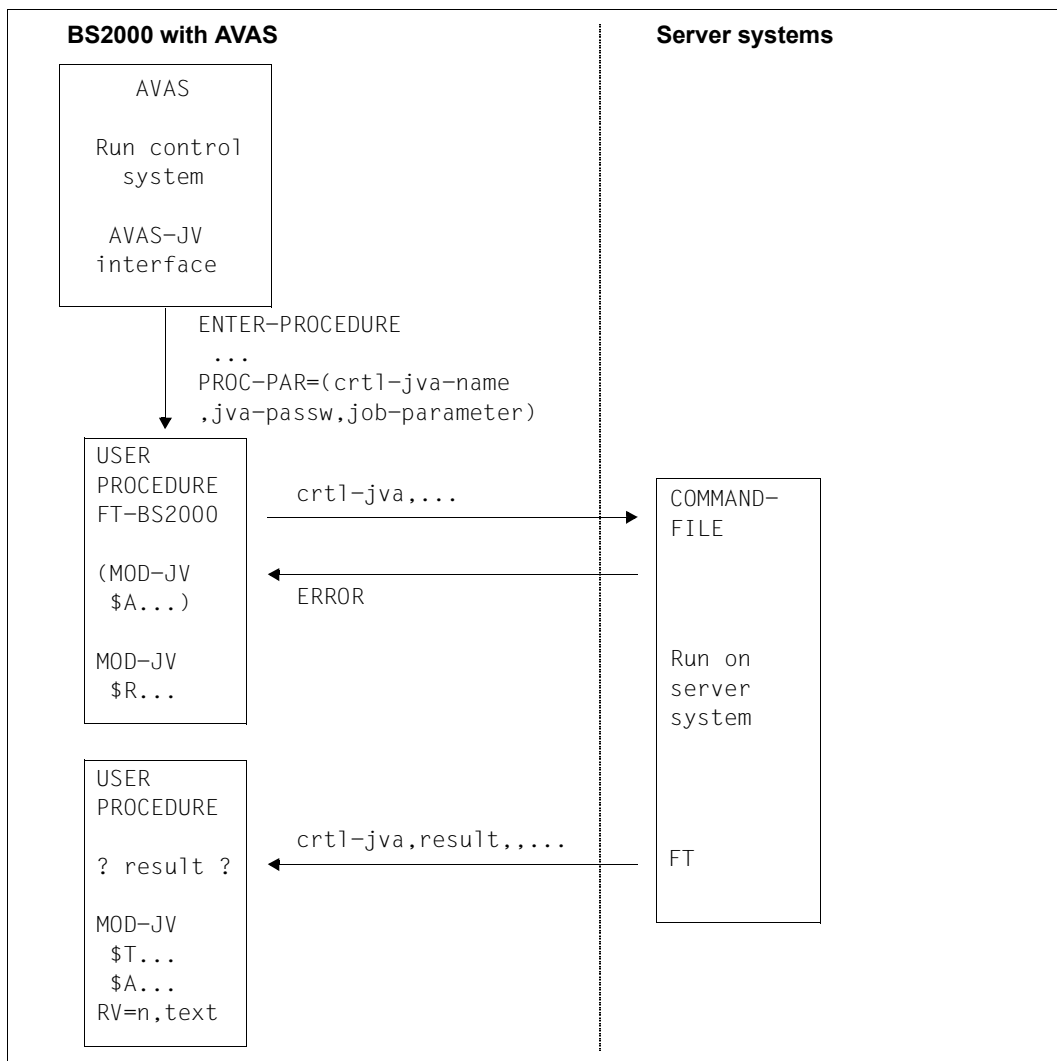 BS2000 with AVAS
Server systems
AVAS
Run control
system
AVAS-JV
interface
ENTER-PROCEDURE
...
PROC-PAR=(crtl-jva-name
,jva-passw,job-parameter)
USER
PROCEDURE
FT-BS2000
(MOD-JV
$A...)
MOD-JV
$R...
crtl-jva,...
ERROR
COMMAND-
FILE
Run on
server
system
FT
USER
PROCEDURE
? result ?
MOD-JV
$T...
$A...
RV=n,text
crtl-jva,result,,...